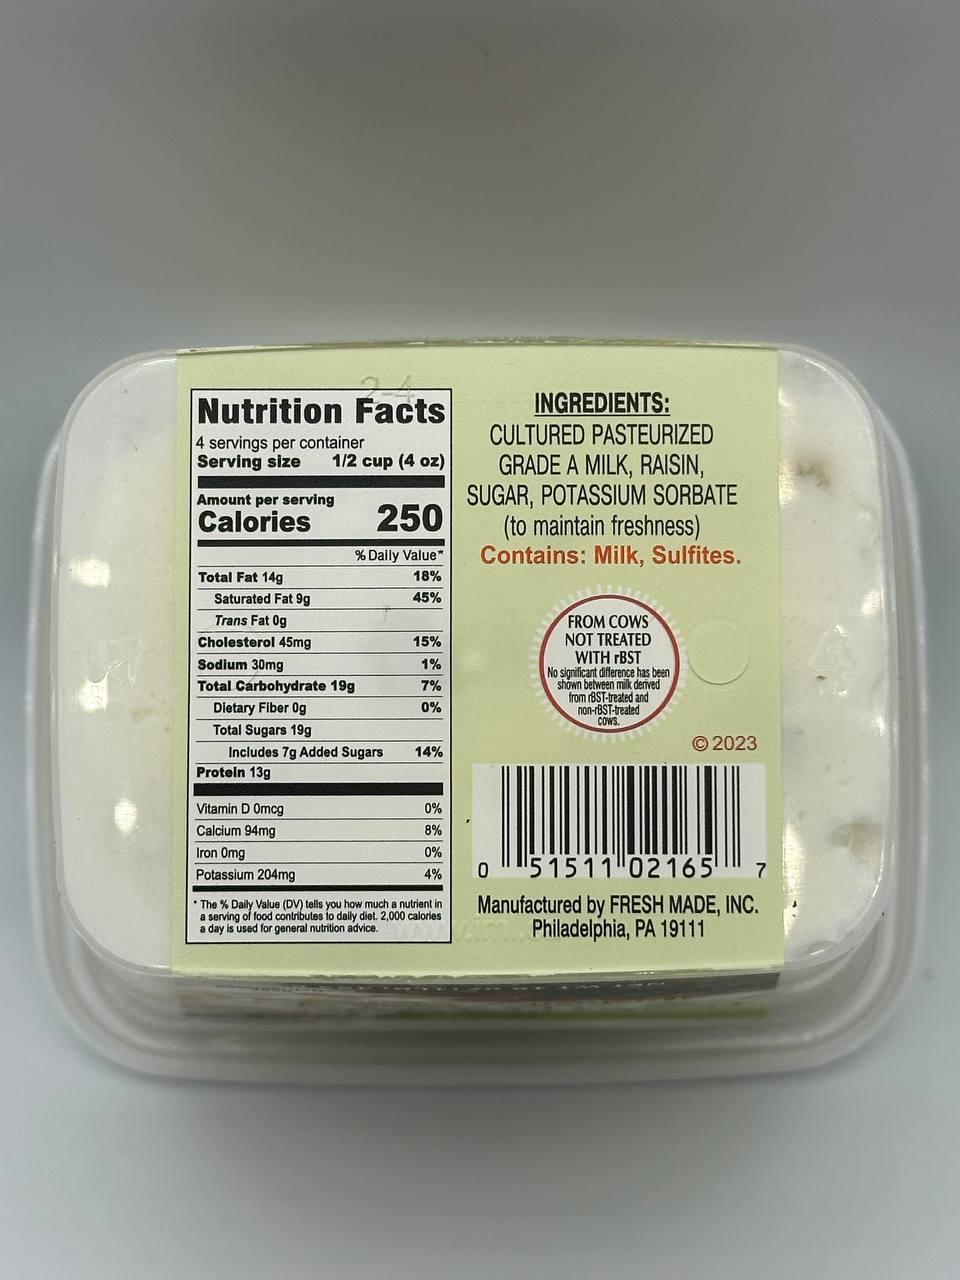 2-4
Nutrition Facts
4 servings per container
Serving size 1/2 cup (4 oz)
Amount per serving
Calories 250
% Daily Value*
Total Fat 14g 18%
Saturated Fat 9g 45%
Trans Fat 0g
Cholesterol 45mg 15%
Sodium 30mg 1%
Total Carbohydrate 19g 7%
Dietary Fiber 0g 0%
Total Sugars 19g
Includes 7g Added Sugars 14%
Protein 13g
Vitamin D 0mcg 0%
Calcium 94mg 8%
Iron 0mg 0%
Potassium 204mg 4%
* The % Daily Value (DV) tells you how much a nutrient in
a serving of food contributes to daily diet. 2,000 calories
a day is used for general nutrition advice.
INGREDIENTS:
CULTURED PASTEURIZED
GRADE A MILK, RAISIN,
SUGAR, POTASSIUM SORBATE
(to maintain freshness)
Contains: Milk, Sulfites.
FROM COWS
NOT TREATED
WITH rBST
No significant difference has been
shown between milk derived
from rBST-treated and
non-rBST-treated
cows.
© 2023
0 51511 02165 7
Manufactured by FRESH MADE, INC.
Philadelphia, PA 19111